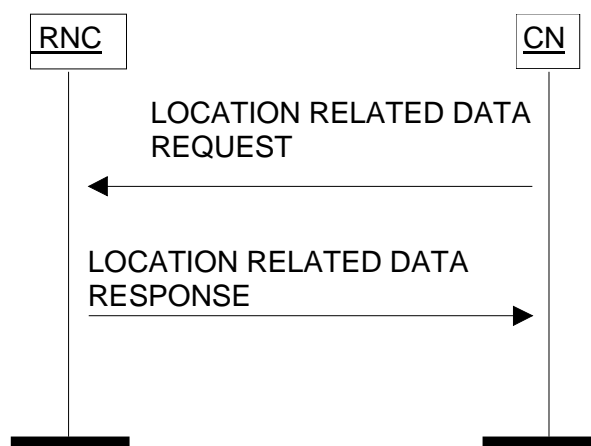 RNC
CN
LOCATION RELATED DATA
REQUEST
LOCATION RELATED DATA
RESPONSE